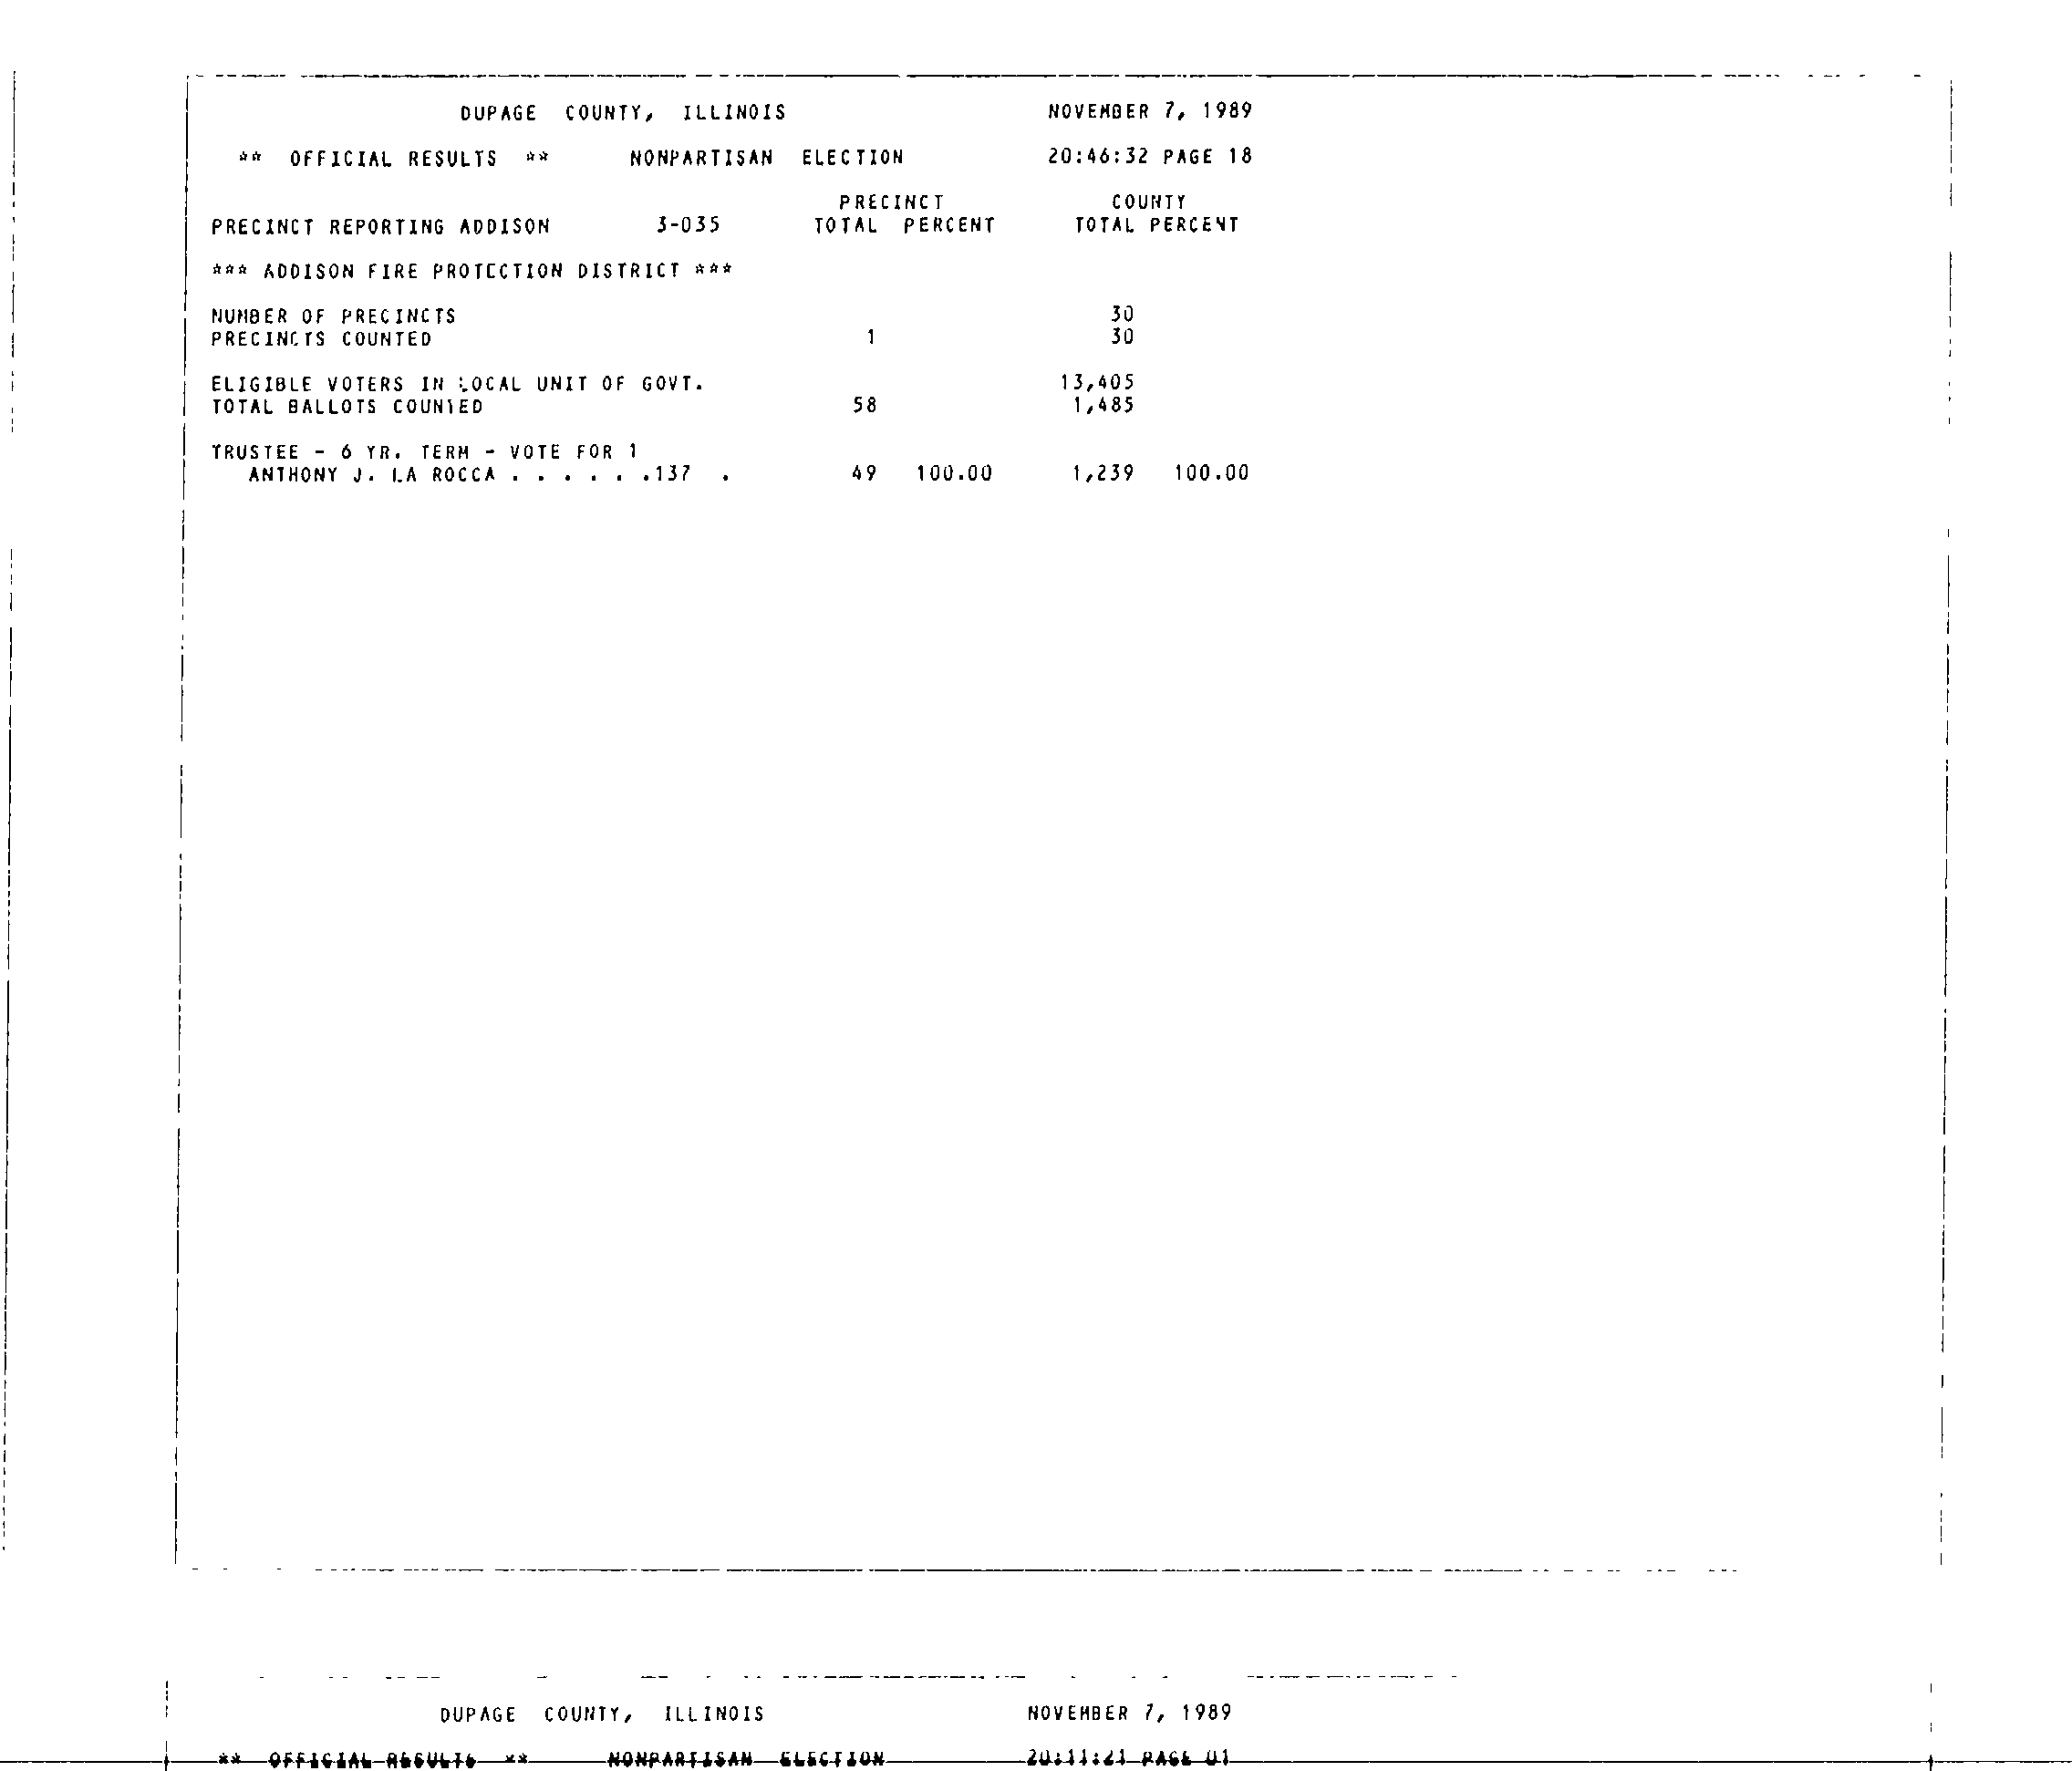 DUPAGE COUNTY, ILLINOIS NOVEMBER 7, 1989
** OFFICIAL RESULTS ** NONPARTISAN ELECTION 20:46:32 PAGE 18
PRECINCT COUNTY
PRECINCT REPORTING ADDISON 3-035 TOTAL PERCENT TOTAL PERCENT
*** ADDISON FIRE PROTECTION DISTRICT ***
NUMBER OF PRECINCTS 30
PRECINCTS COUNTED 1 30
ELIGIBLE VOTERS IN LOCAL UNIT OF GOVT. 13,405
TOTAL BALLOTS COUNTED 58 1,485
TRUSTEE - 6 YR. TERM - VOTE FOR 1
ANTHONY J. LA ROCCA . . . . . .137 . 49 100.00 1,239 100.00
DUPAGE COUNTY, ILLINOIS NOVEMBER 7, 1989
** OFFICIAL RESULTS ** NONPARTISAN ELECTION 20:11:21 PAGE 01